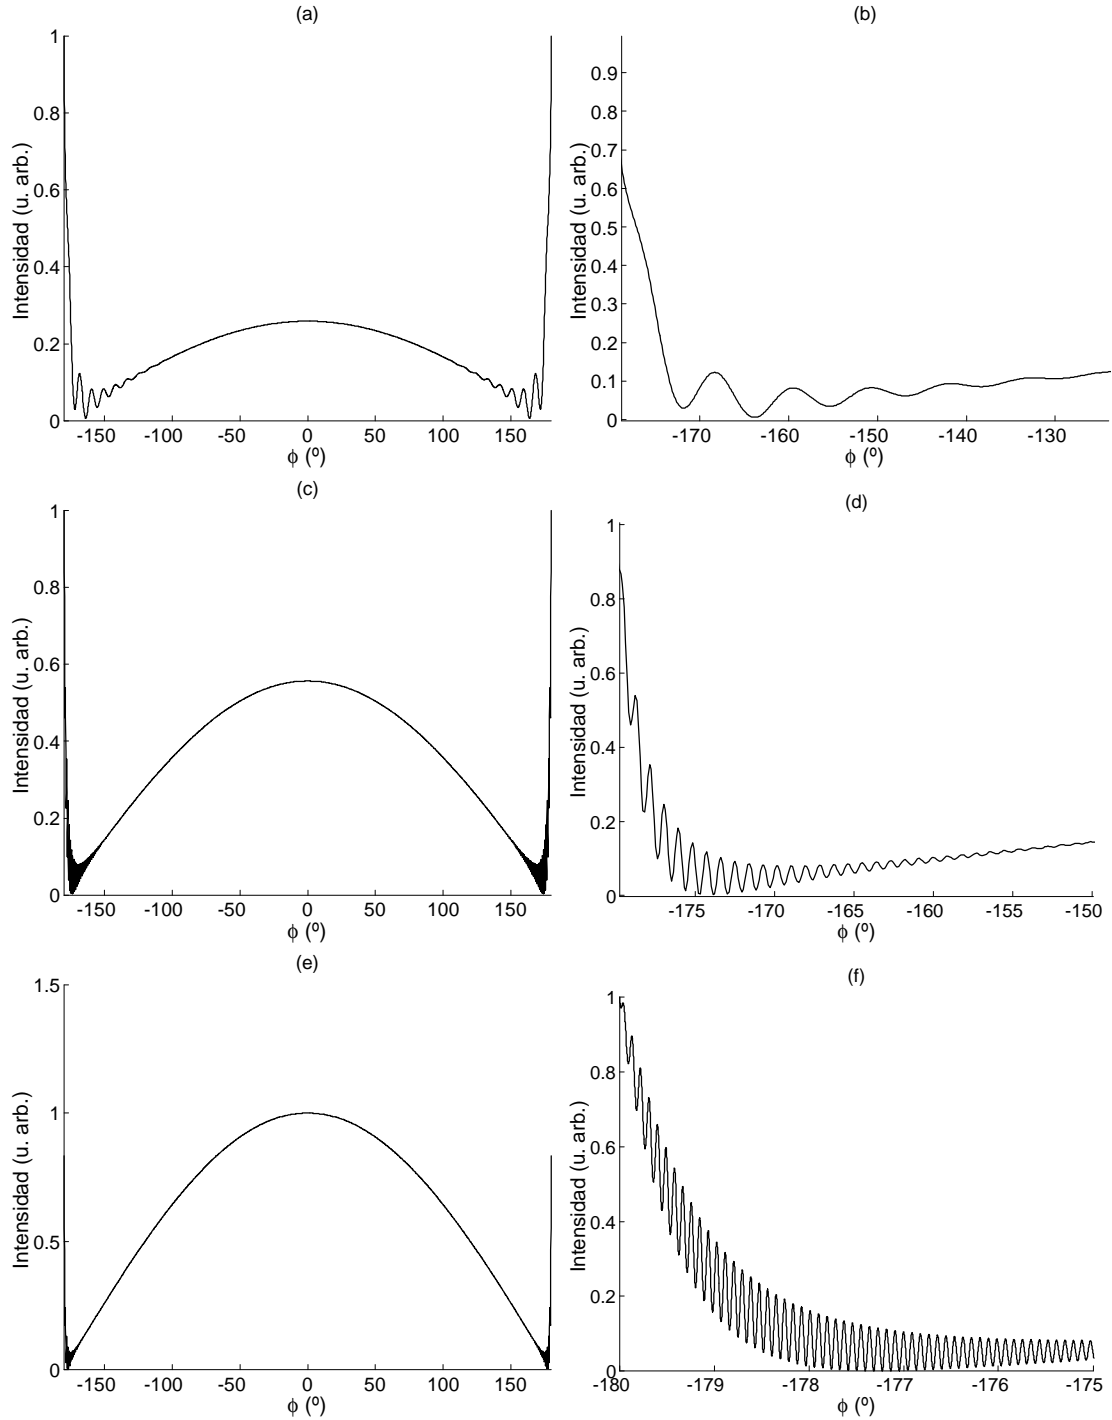 (a)
1
0.8
0.6
0.4
0.2
0
Intensidad (u. arb.)
-150 -100 -50 0 50 100 150
ϕ (º)
(b)
0.9
0.8
0.7
0.6
0.5
0.4
0.3
0.2
0.1
0
Intensidad (u. arb.)
-170 -160 -150 -140 -130
ϕ (º)
(c)
1
0.8
0.6
0.4
0.2
0
Intensidad (u. arb.)
-150 -100 -50 0 50 100 150
ϕ (º)
(d)
1
0.8
0.6
0.4
0.2
0
Intensidad (u. arb.)
-175 -170 -165 -160 -155 -150
ϕ (º)
(e)
1.5
1
0.5
0
Intensidad (u. arb.)
-150 -100 -50 0 50 100 150
ϕ (º)
(f)
1
0.8
0.6
0.4
0.2
0
Intensidad (u. arb.)
-180 -179 -178 -177 -176 -175
ϕ (º)